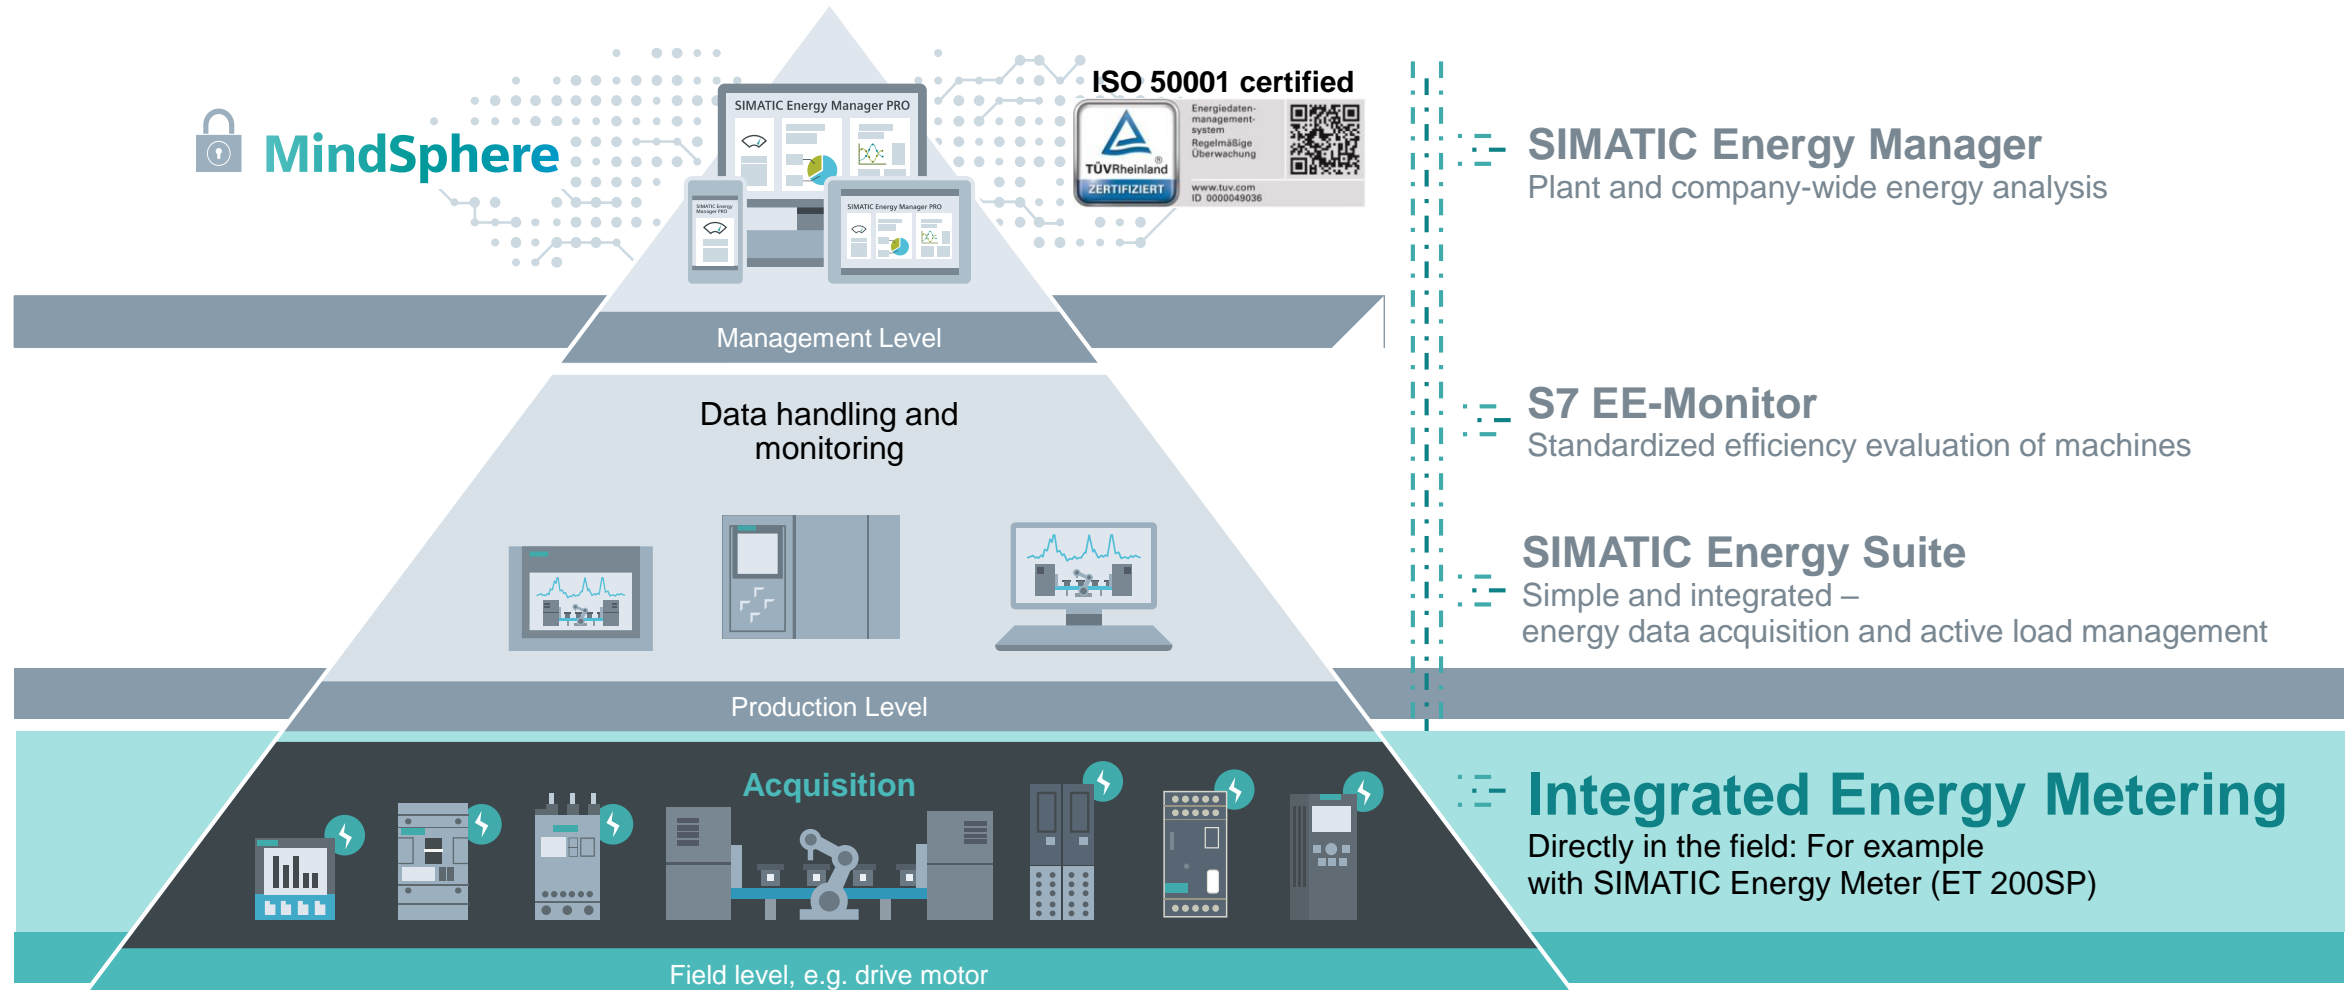 MindSphere
SIMATIC Energy Manager PRO
SIMATIC Energy
Manager PRO
SIMATIC Energy Manager PRO
ISO 50001 certified
TÜVRheinland
®
ZERTIFIZIERT
Energiedaten-
management-
system
Regelmäßige
Überwachung
www.tuv.com
ID 0000049036
SIMATIC Energy Manager
Plant and company-wide energy analysis
Management Level
Data handling and
monitoring
S7 EE-Monitor
Standardized efficiency evaluation of machines
SIMATIC Energy Suite
Simple and integrated –
energy data acquisition and active load management
Production Level
Acquisition
Integrated Energy Metering
Directly in the field: For example
with SIMATIC Energy Meter (ET 200SP)
Field level, e.g. drive motor